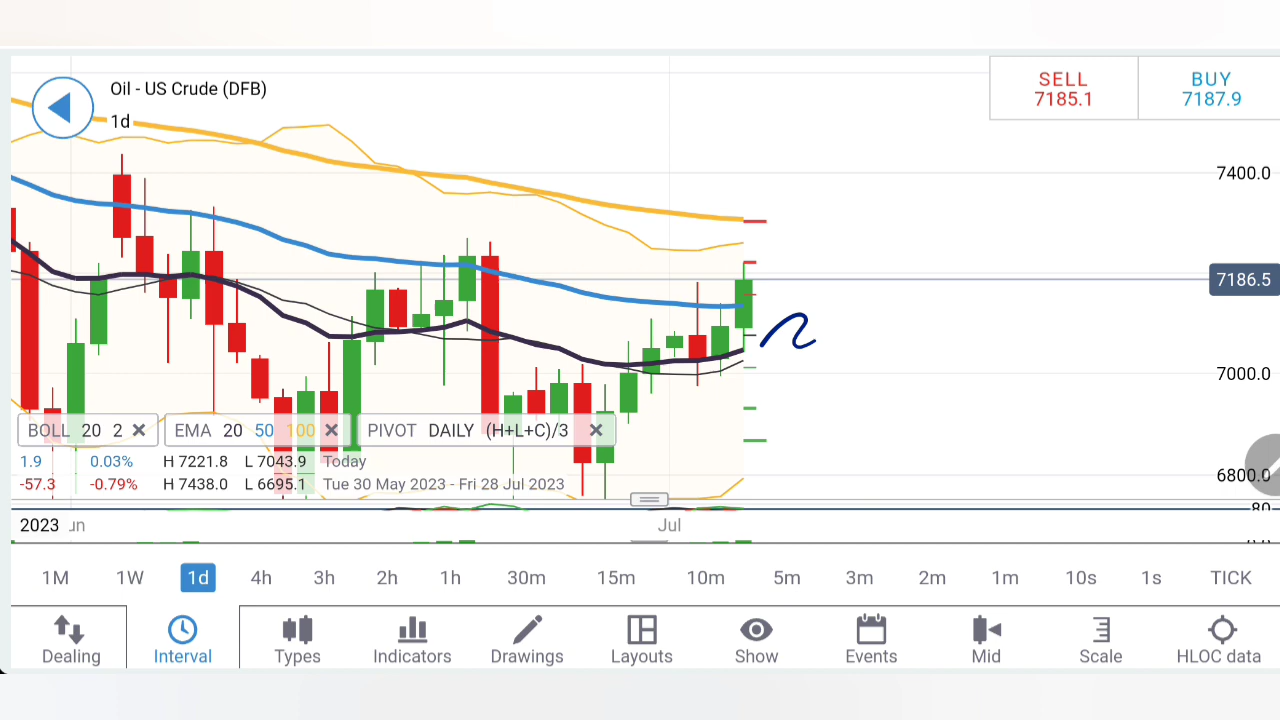 Oil - US Crude (DFB)
1d
SELL
7185.1
BUY
7187.9
7400.0
7186.5
7000.0
6800.0
BOLL 20 2
EMA 20 50 100
PIVOT DAILY (H+L+C)/3
1.9 0.03% H 7221.8 L 7043.9 Today
-57.3 -0.79% H 7438.0 L 6695.1 Tue 30 May 2023 - Fri 28 Jul 2023
80
2023 un Jul
1M 1W 1d 4h 3h 2h 1h 30m 15m 10m 5m 3m 2m 1m 10s 1s TICK
Dealing Interval Types Indicators Drawings Layouts Show Events Mid Scale HLOC data